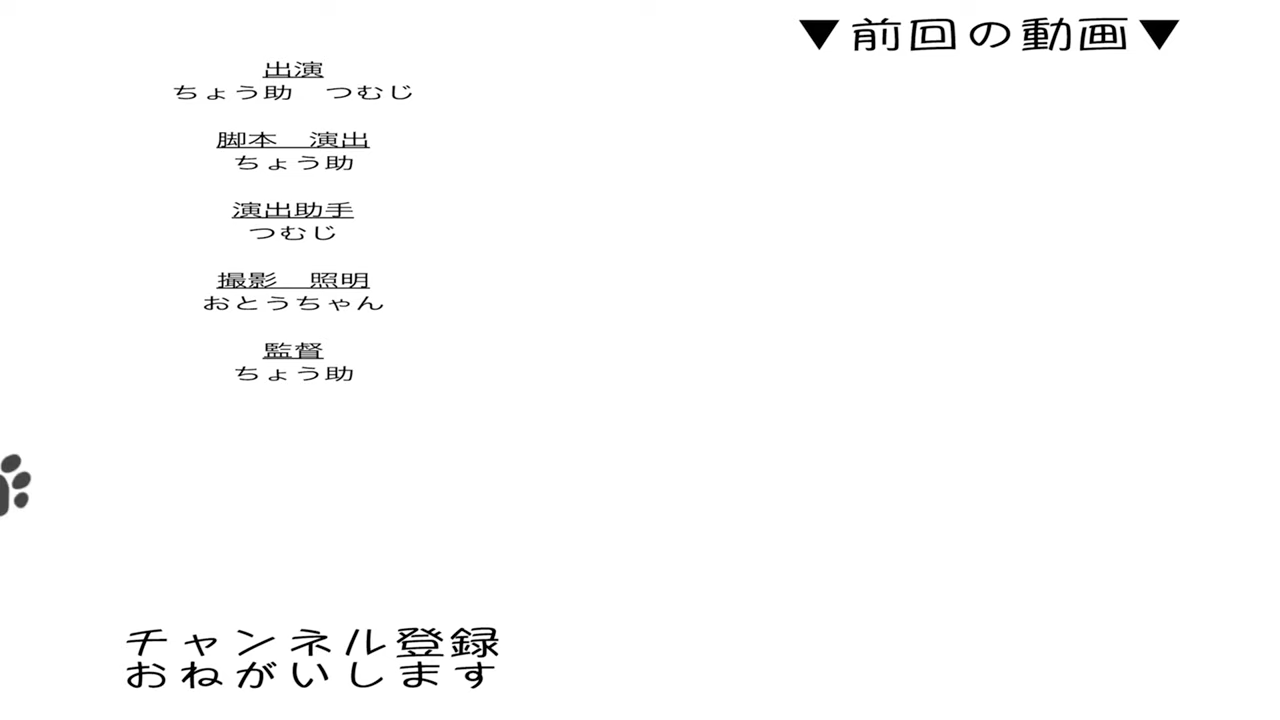 ▼前回の動画▼
出演
ちょう助　つむじ
脚本　演出
ちょう助
演出助手
つむじ
撮影　照明
おとうちゃん
監督
ちょう助
チャンネル登録
おねがいします